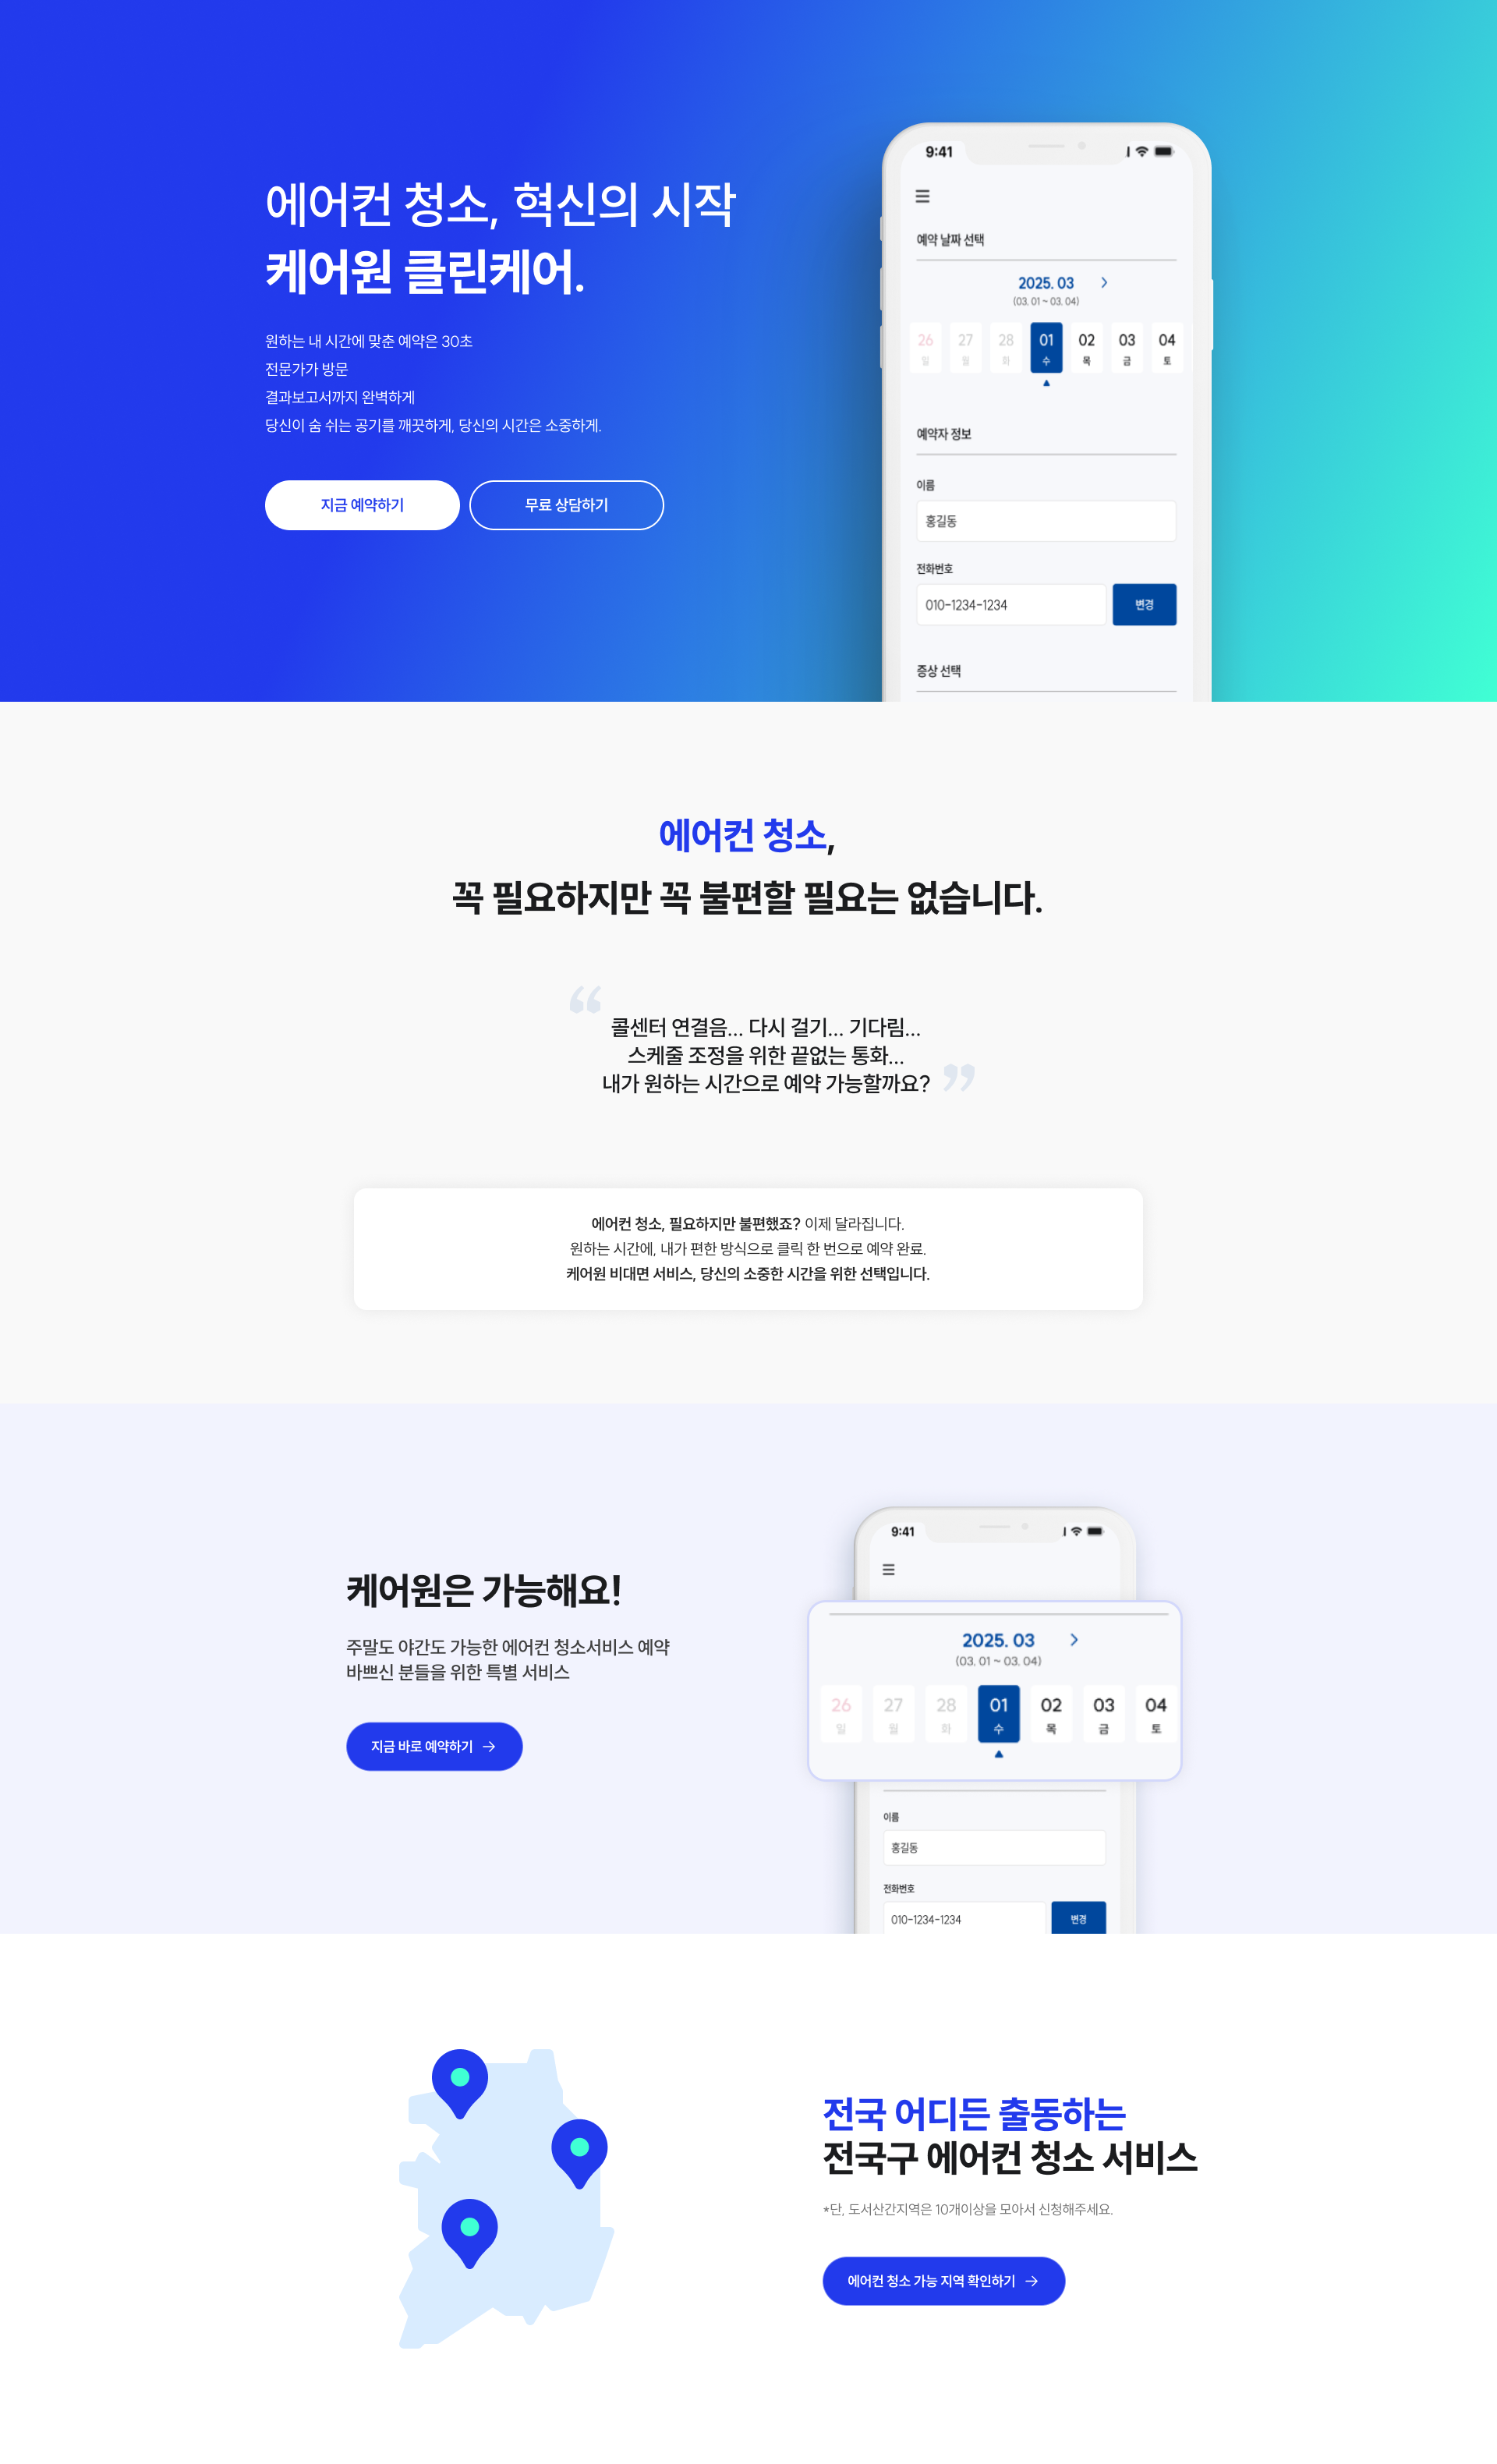 에어컨 청소, 혁신의 시작
케어원 클린케어.
원하는 내 시간에 맞춘 예약은 30초
전문가가 방문
결과보고서까지 완벽하게
당신이 숨 쉬는 공기를 깨끗하게, 당신의 시간은 소중하게.
지금 예약하기
무료 상담하기
9:41
예약 날짜 선택
2025. 03
(03. 01 ~ 03. 04)
26 27 28 01 02 03 04
일 월 화 수 목 금 토
예약자 정보
이름
홍길동
전화번호
010-1234-1234
변경
증상 선택
에어컨 청소,
꼭 필요하지만 꼭 불편할 필요는 없습니다.
“
콜센터 연결음... 다시 걸기... 기다림...
스케줄 조정을 위한 끝없는 통화...
내가 원하는 시간으로 예약 가능할까요?
”
에어컨 청소, 필요하지만 불편했죠? 이제 달라집니다.
원하는 시간에, 내가 편한 방식으로 클릭 한 번으로 예약 완료.
케어원 비대면 서비스, 당신의 소중한 시간을 위한 선택입니다.
케어원은 가능해요!
주말도 야간도 가능한 에어컨 청소서비스 예약
바쁘신 분들을 위한 특별 서비스
지금 바로 예약하기 →
9:41
2025. 03
(03. 01 ~ 03. 04)
26 27 28 01 02 03 04
일 월 화 수 목 금 토
이름
홍길동
전화번호
010-1234-1234
변경
전국 어디든 출동하는
전국구 에어컨 청소 서비스
*단, 도서산간지역은 10개이상을 모아서 신청해주세요.
에어컨 청소 가능 지역 확인하기 →